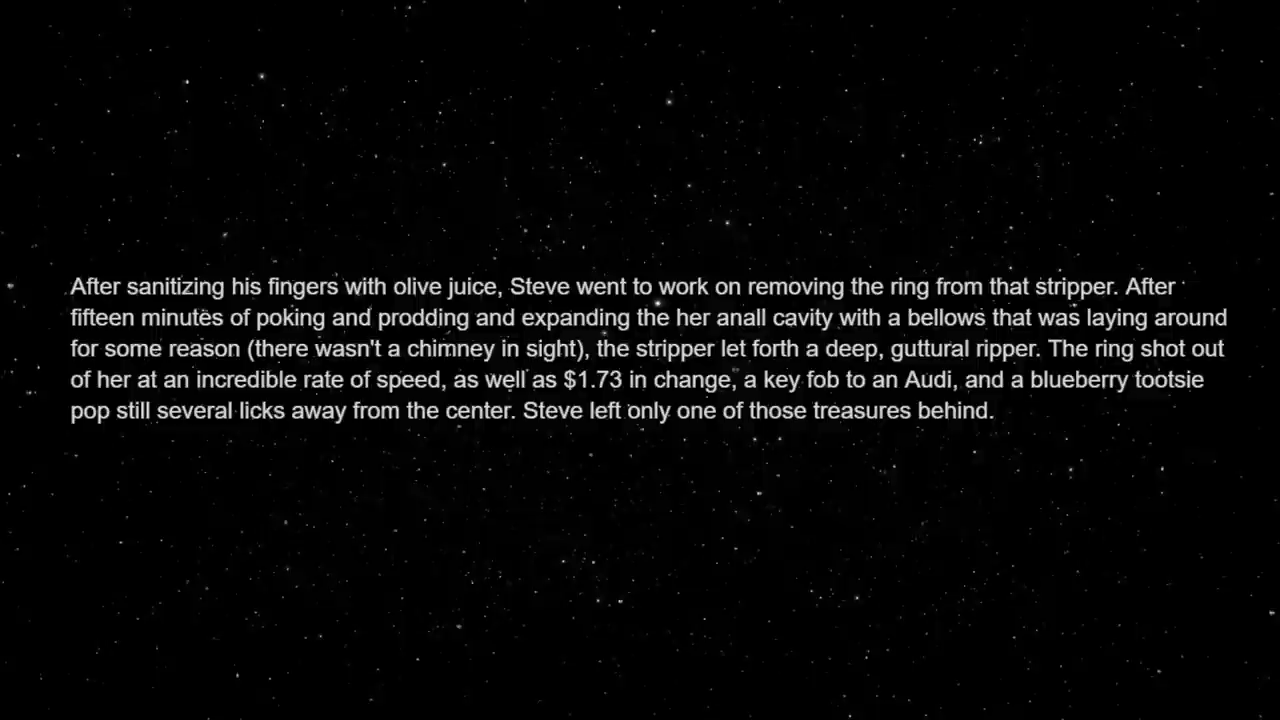 After sanitizing his fingers with olive juice, Steve went to work on removing the ring from that stripper. After
fifteen minutes of poking and prodding and expanding the her anall cavity with a bellows that was laying around
for some reason (there wasn't a chimney in sight), the stripper let forth a deep, guttural ripper. The ring shot out
of her at an incredible rate of speed, as well as $1.73 in change, a key fob to an Audi, and a blueberry tootsie
pop still several licks away from the center. Steve left only one of those treasures behind.